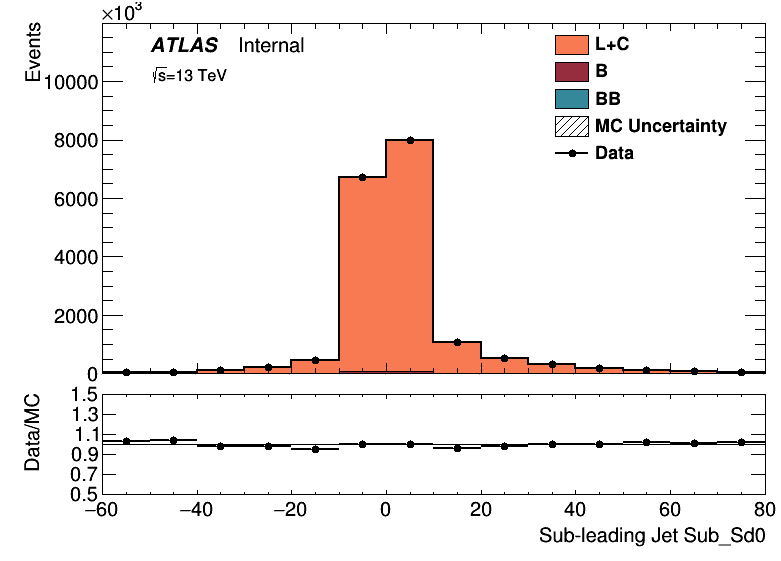 ×10³
Events
ATLAS Internal
√s=13 TeV
L+C
B
BB
MC Uncertainty
Data
10000
8000
6000
4000
2000
0
Data/MC
1.5
1.3
1.1
0.9
0.7
0.5
−60 −40 −20 0 20 40 60 80
Sub-leading Jet Sub_Sd0